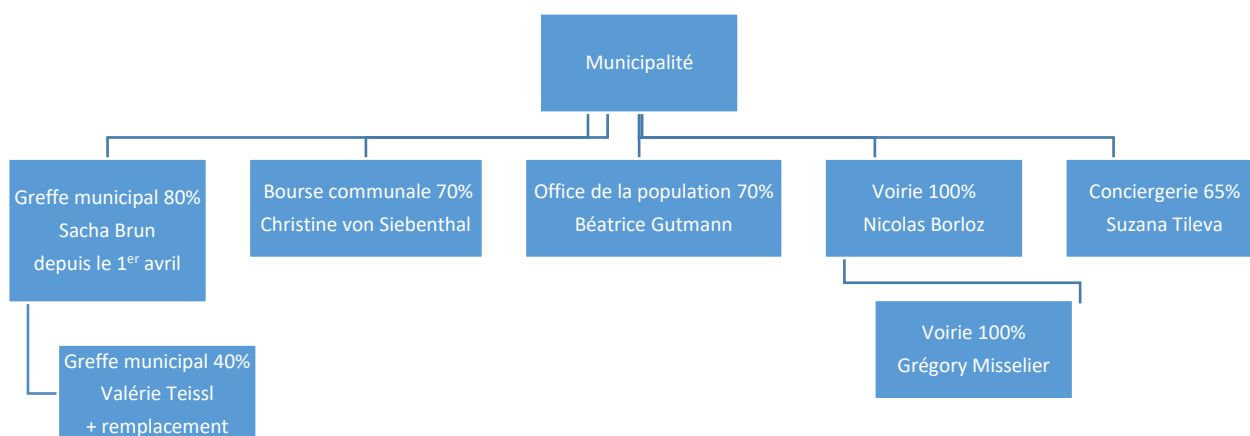 Municipalité
Greffe municipal 80%
Sacha Brun
depuis le 1er avril
Bourse communale 70%
Christine von Siebenthal
Office de la population 70%
Béatrice Gutmann
Voirie 100%
Nicolas Borloz
Conciergerie 65%
Suzana Tileva
Greffe municipal 40%
Valérie Teissl
+ remplacement
Voirie 100%
Grégory Misselier